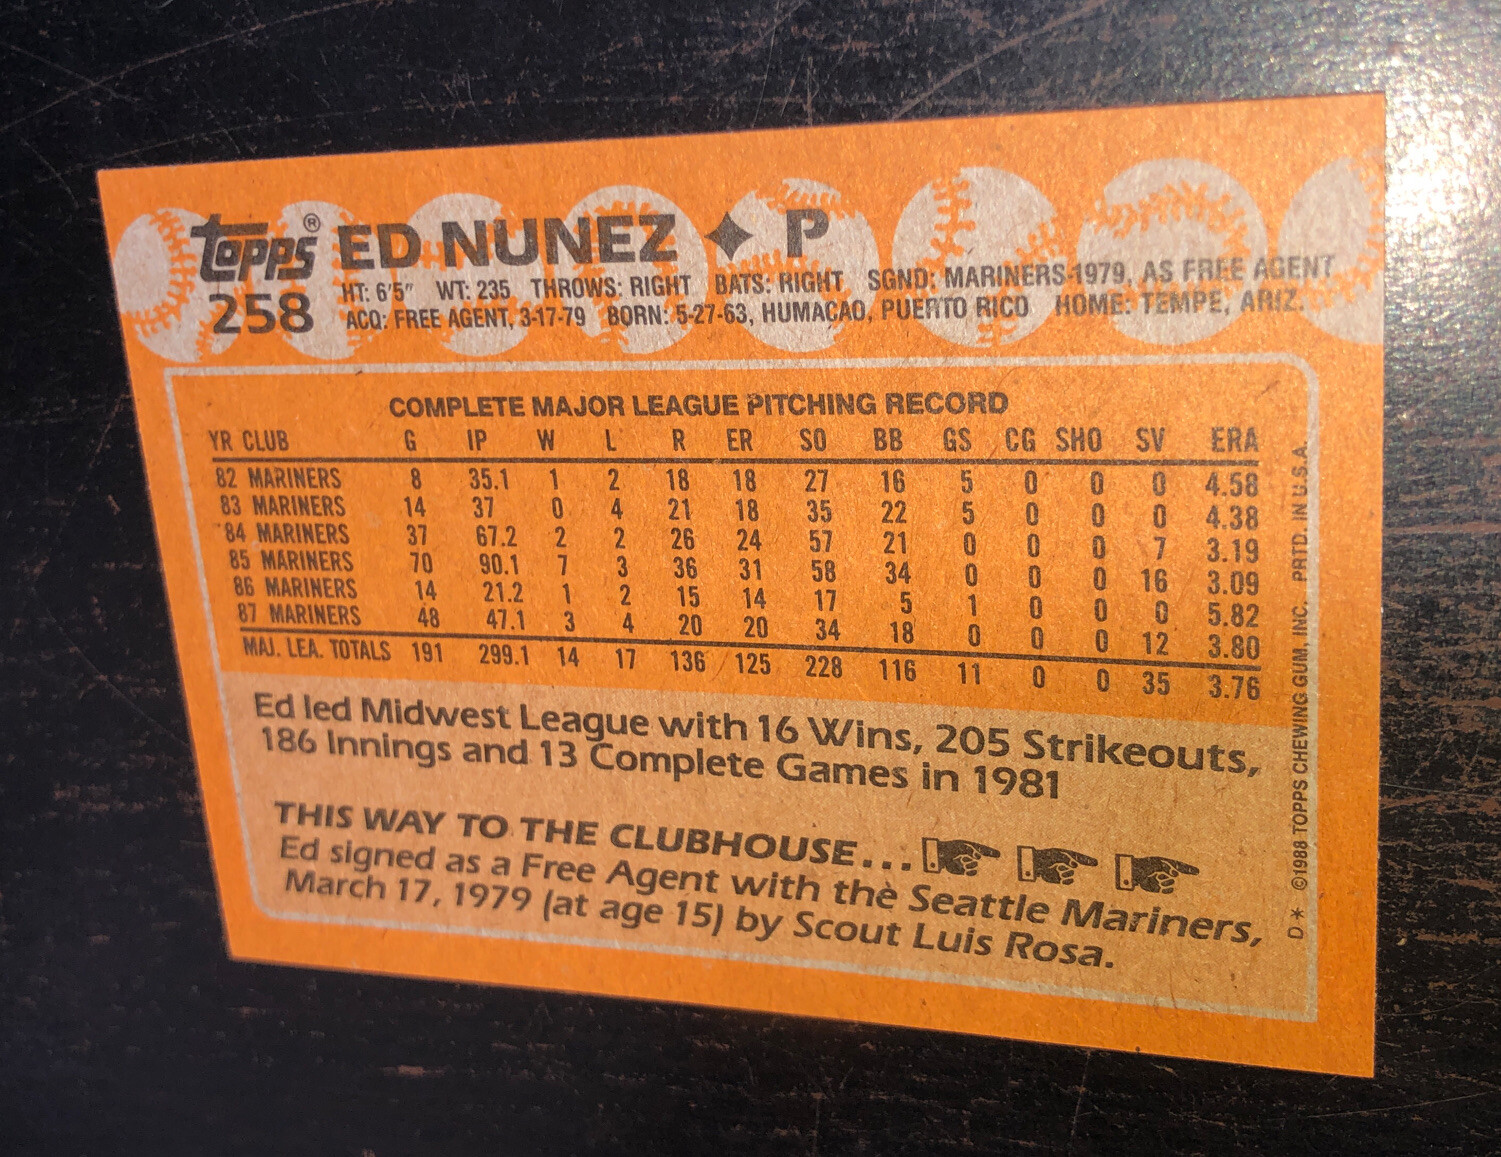 topps® ED NUNEZ ✦ P
258 HT: 6'5" WT: 235 THROWS: RIGHT BATS: RIGHT SGND: MARINERS-1979, AS FREE AGENT
ACQ: FREE AGENT, 3-17-79 BORN: 5-27-63, HUMACAO, PUERTO RICO HOME: TEMPE, ARIZ.
COMPLETE MAJOR LEAGUE PITCHING RECORD
YR CLUB G IP W L R ER SO BB GS CG SHO SV ERA
82 MARINERS 8 35.1 1 2 18 18 27 16 5 0 0 0 4.58
83 MARINERS 14 37 0 4 21 18 35 22 5 0 0 0 4.38
84 MARINERS 37 67.2 2 2 26 24 57 21 0 0 0 7 3.19
85 MARINERS 70 90.1 7 3 36 31 58 34 0 0 0 16 3.09
86 MARINERS 14 21.2 1 2 15 14 17 5 1 0 0 0 5.82
87 MARINERS 48 47.1 3 4 20 20 34 18 0 0 0 12 3.80
MAJ. LEA. TOTALS 191 299.1 14 17 136 125 228 116 11 0 0 35 3.76
Ed led Midwest League with 16 Wins, 205 Strikeouts,
186 Innings and 13 Complete Games in 1981
THIS WAY TO THE CLUBHOUSE...
Ed signed as a Free Agent with the Seattle Mariners,
March 17, 1979 (at age 15) by Scout Luis Rosa.
D* ©1988 TOPPS CHEWING GUM, INC. PRTD. IN U.S.A.